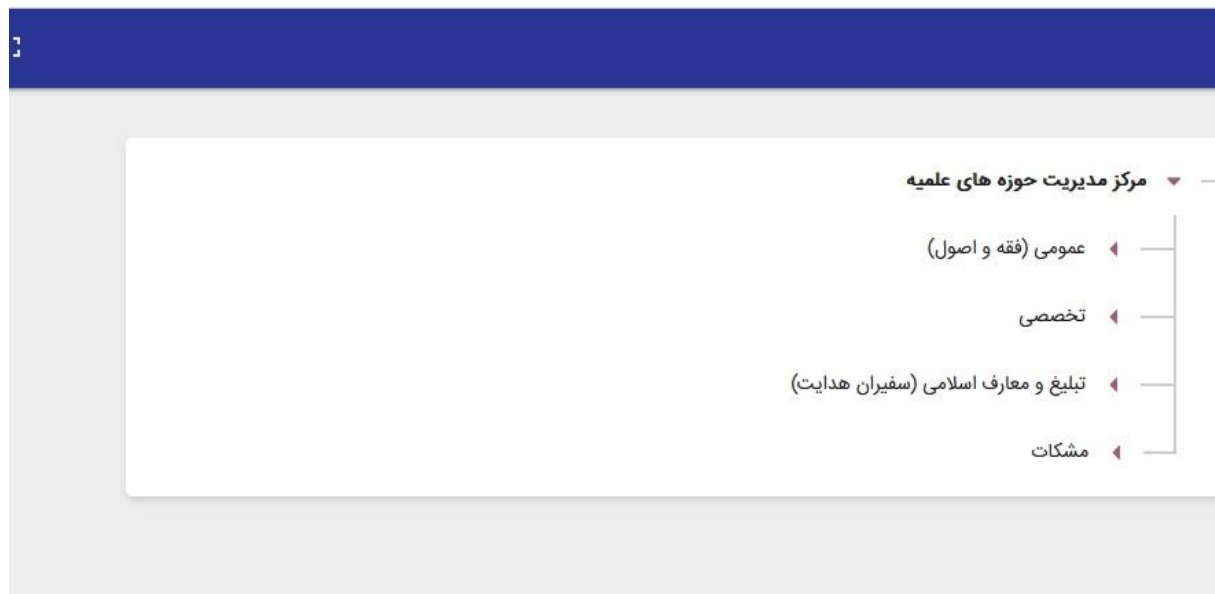 مرکز مدیریت حوزه های علمیه
عمومی (فقه و اصول)
تخصصی
تبلیغ و معارف اسلامی (سفیران هدایت)
مشکات